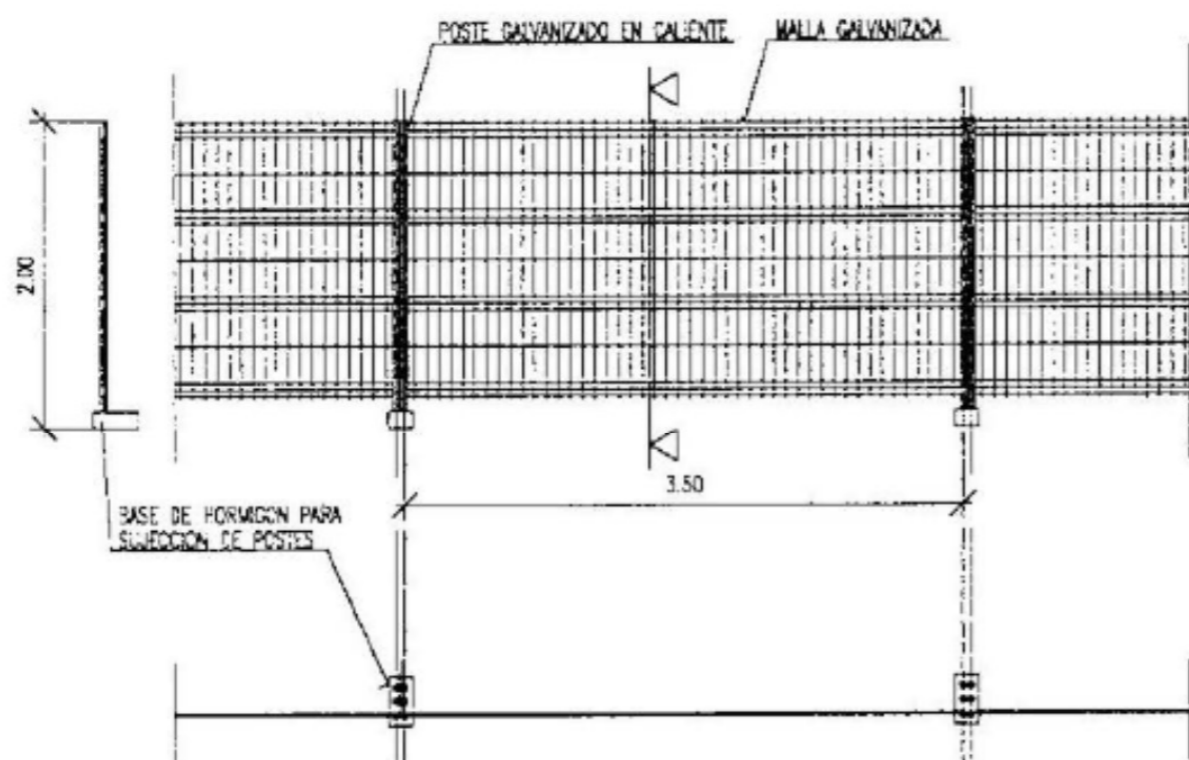 POSTE GALVANIZADO EN CALIENTE
MALLA GALVANIZADA
2.00
3.50
BASE DE HORMIGON PARA
SUJECCION DE POSTES